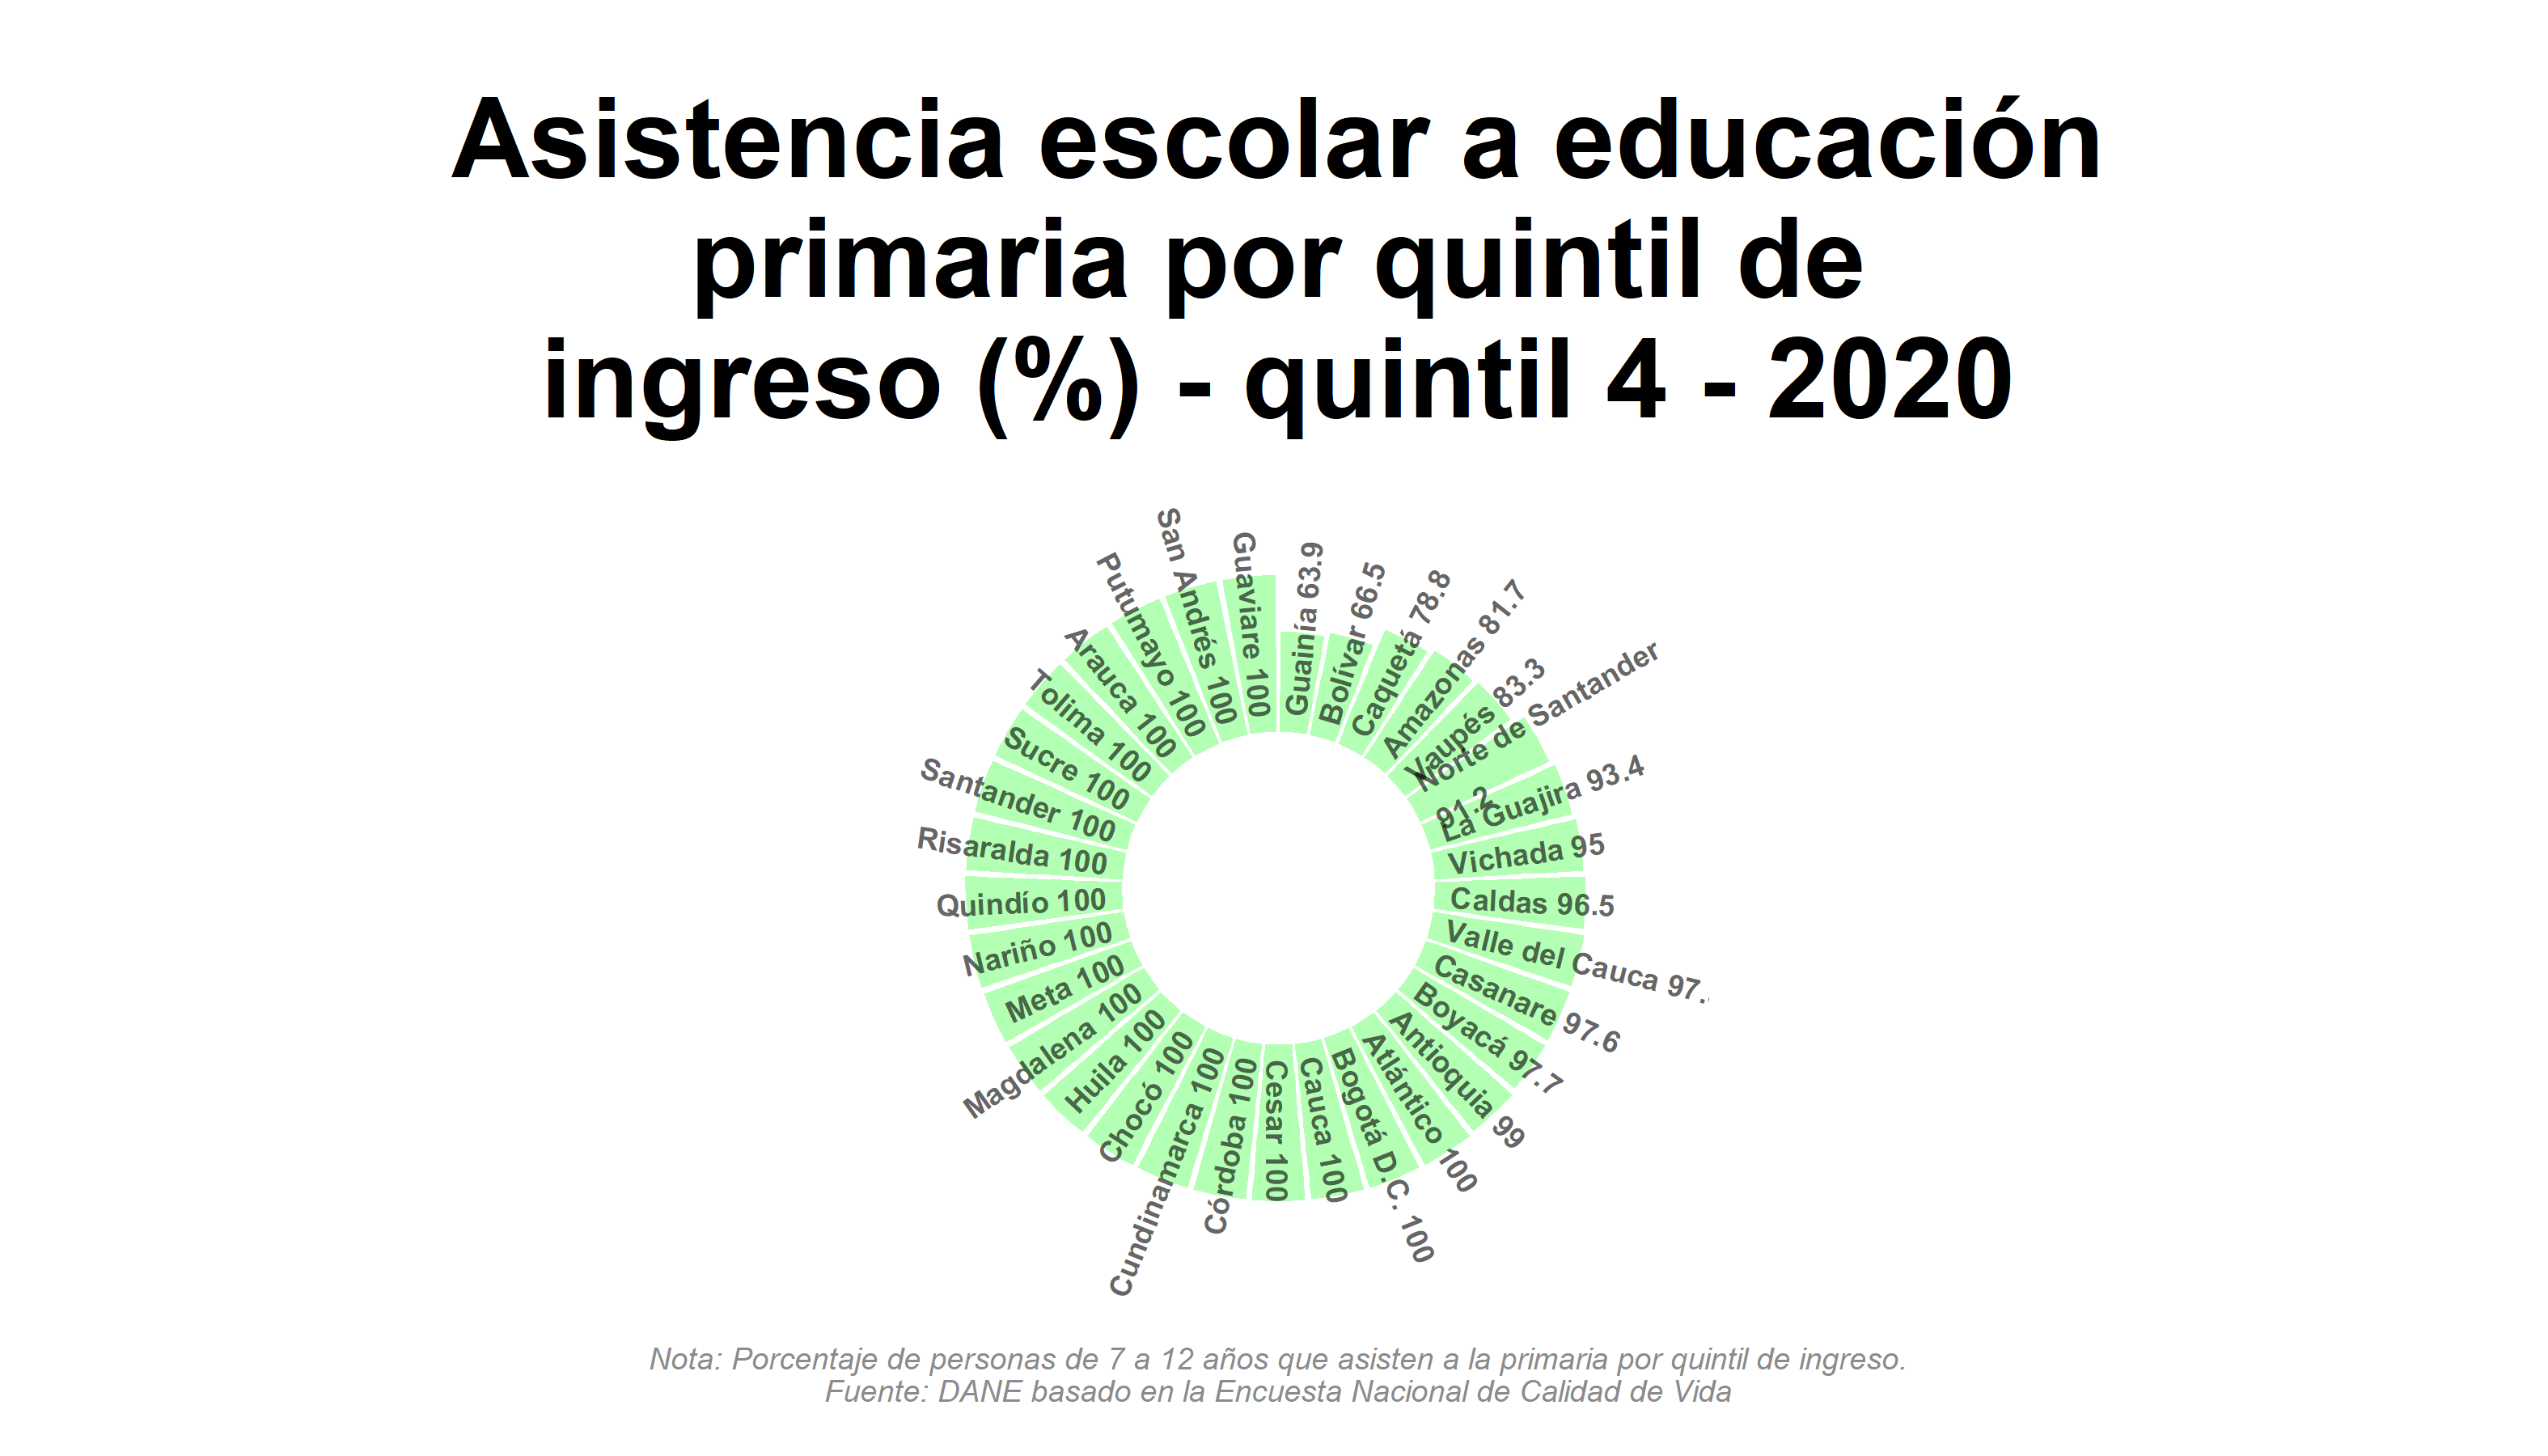 Asistencia escolar a educación
primaria por quintil de
ingreso (%) - quintil 4 - 2020
Guainía 63.9
Bolívar 66.5
Caquetá 78.8
Amazonas 81.7
Vaupés 83.3
Norte de Santander
91.2
La Guajira 93.4
Vichada 95
Caldas 96.5
Valle del Cauca 97.
Casanare 97.6
Boyacá 97.7
Antioquia 99
Atlántico 100
Bogotá D.C. 100
Cauca 100
Cesar 100
Córdoba 100
Cundinamarca 100
Chocó 100
Huila 100
Magdalena 100
Meta 100
Nariño 100
Quindío 100
Risaralda 100
Santander 100
Sucre 100
Tolima 100
Arauca 100
Putumayo 100
San Andrés 100
Guaviare 100
Nota: Porcentaje de personas de 7 a 12 años que asisten a la primaria por quintil de ingreso.
Fuente: DANE basado en la Encuesta Nacional de Calidad de Vida